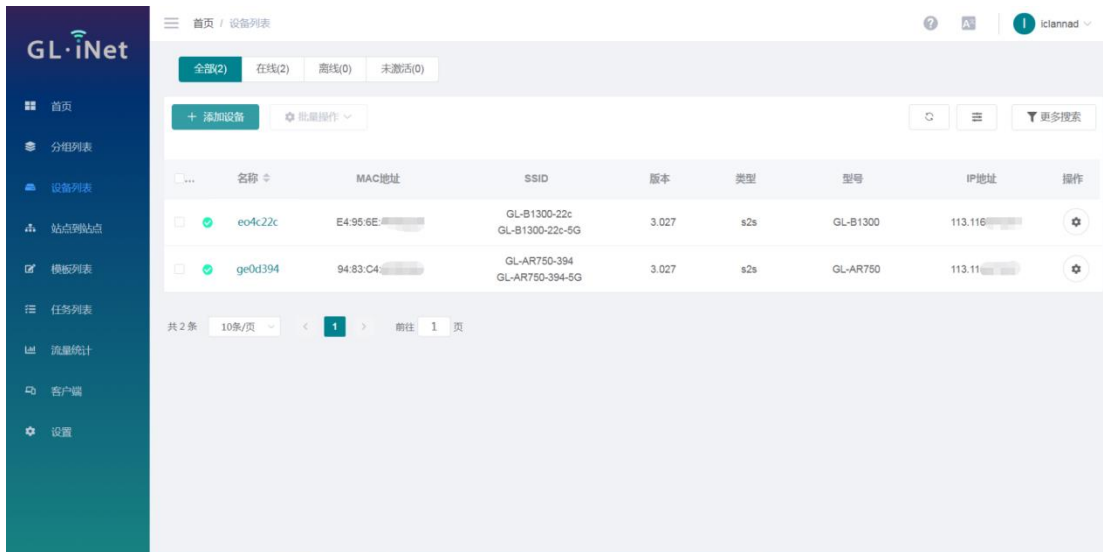 GL·iNet
首页 / 设备列表
I iclannad
首页
分组列表
设备列表
站点到站点
模板列表
任务列表
流量统计
客户端
设置
全部(2) 在线(2) 离线(0) 未激活(0)
+ 添加设备 批量操作 更多搜索
... 名称 MAC地址 SSID 版本 类型 型号 IP地址 操作
eo4c22c E4:95:6E: GL-B1300-22c 3.027 s2s GL-B1300 113.116
GL-B1300-22c-5G
ge0d394 94:83:C4: GL-AR750-394 3.027 s2s GL-AR750 113.11
GL-AR750-394-5G
共 2 条 10条/页 < 1 > 前往 1 页